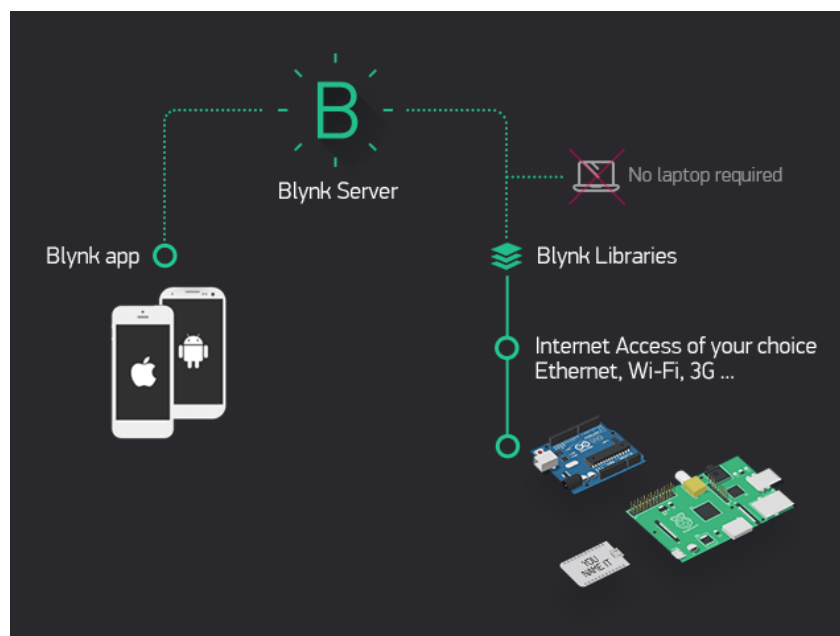 B
Blynk Server
No laptop required
Blynk app
Blynk Libraries
Internet Access of your choice
Ethernet, Wi-Fi, 3G ...
YOU
NAME IT